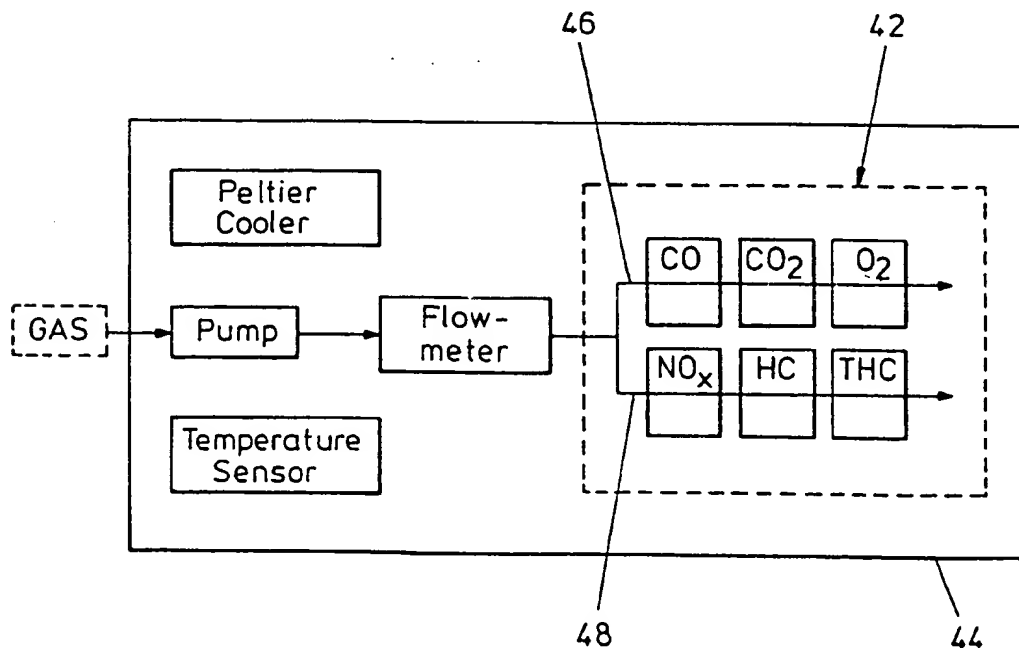 46
42
Peltier
Cooler
CO
CO2
O2
GAS
Pump
Flow-
meter
NOx
HC
THC
Temperature
Sensor
48
44